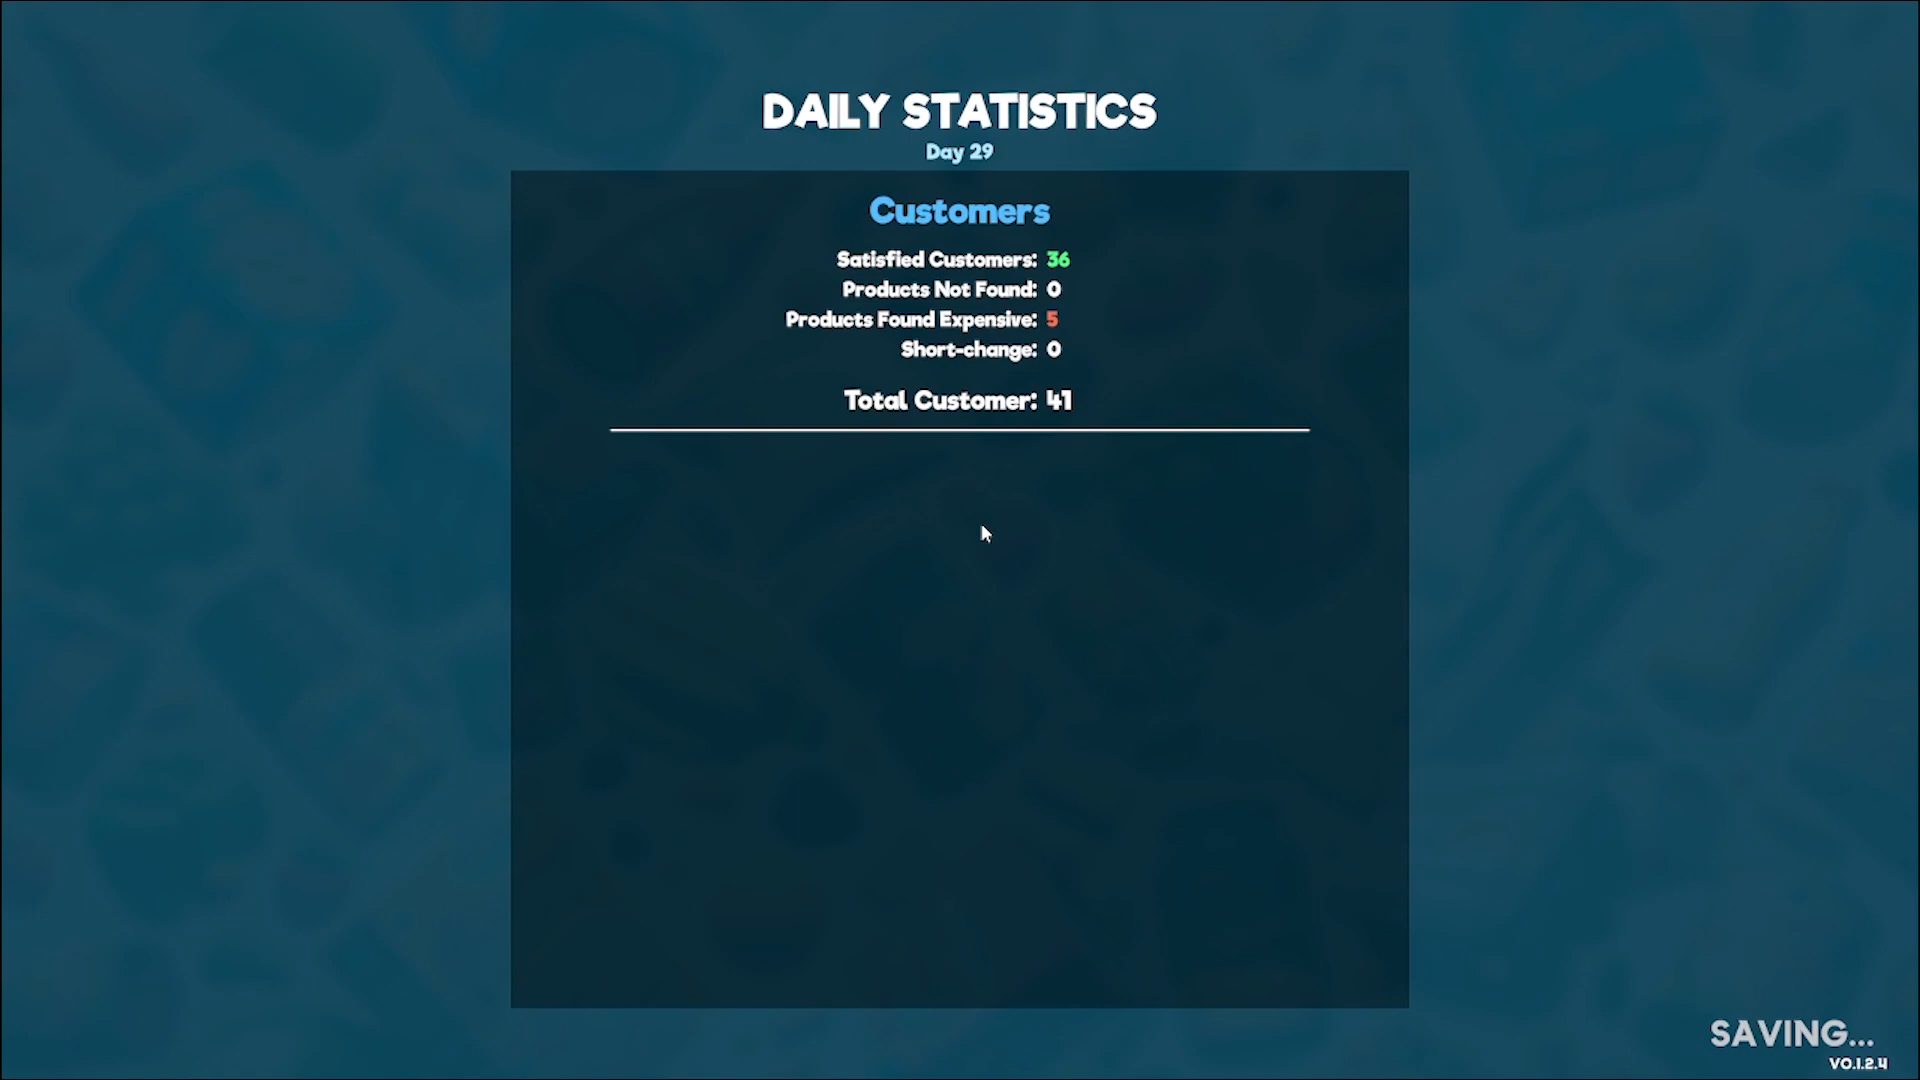 DAILY STATISTICS
Day 29
Customers
Satisfied Customers: 36
Products Not Found: 0
Products Found Expensive: 5
Short-change: 0
Total Customer: 41
SAVING...
V0.1.2.4